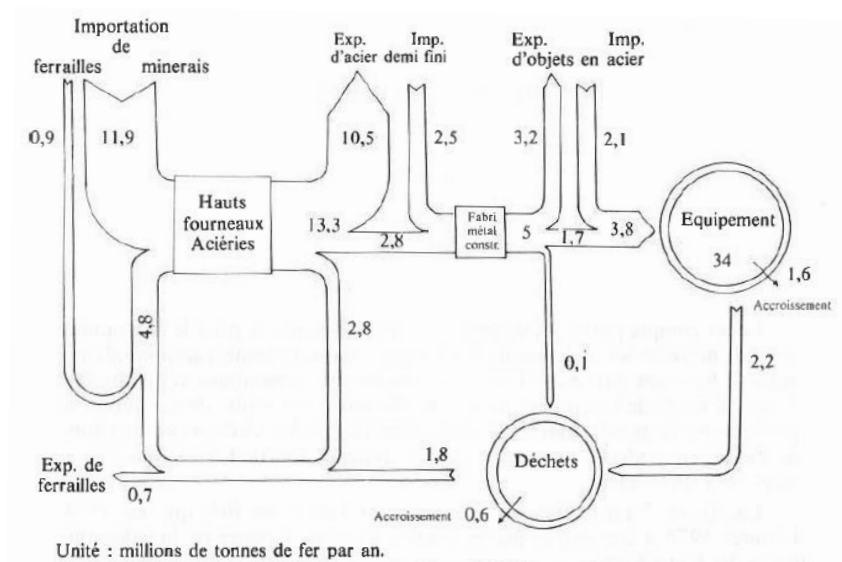 Importation
de
ferrailles minerais
Exp. Imp.
d'acier demi fini
Exp. Imp.
d'objets en acier
0,9
11,9
10,5
2,5
3,2
2,1
Hauts
fourneaux
Aciéries
13,3
2,8
Fabri
métal
constr.
5
1,7
3,8
Equipement
34
1,6
Accroissement
4,8
2,8
0,1
2,2
Exp. de
ferrailles
0,7
1,8
Déchets
Accroissement 0,6
Unité : millions de tonnes de fer par an.